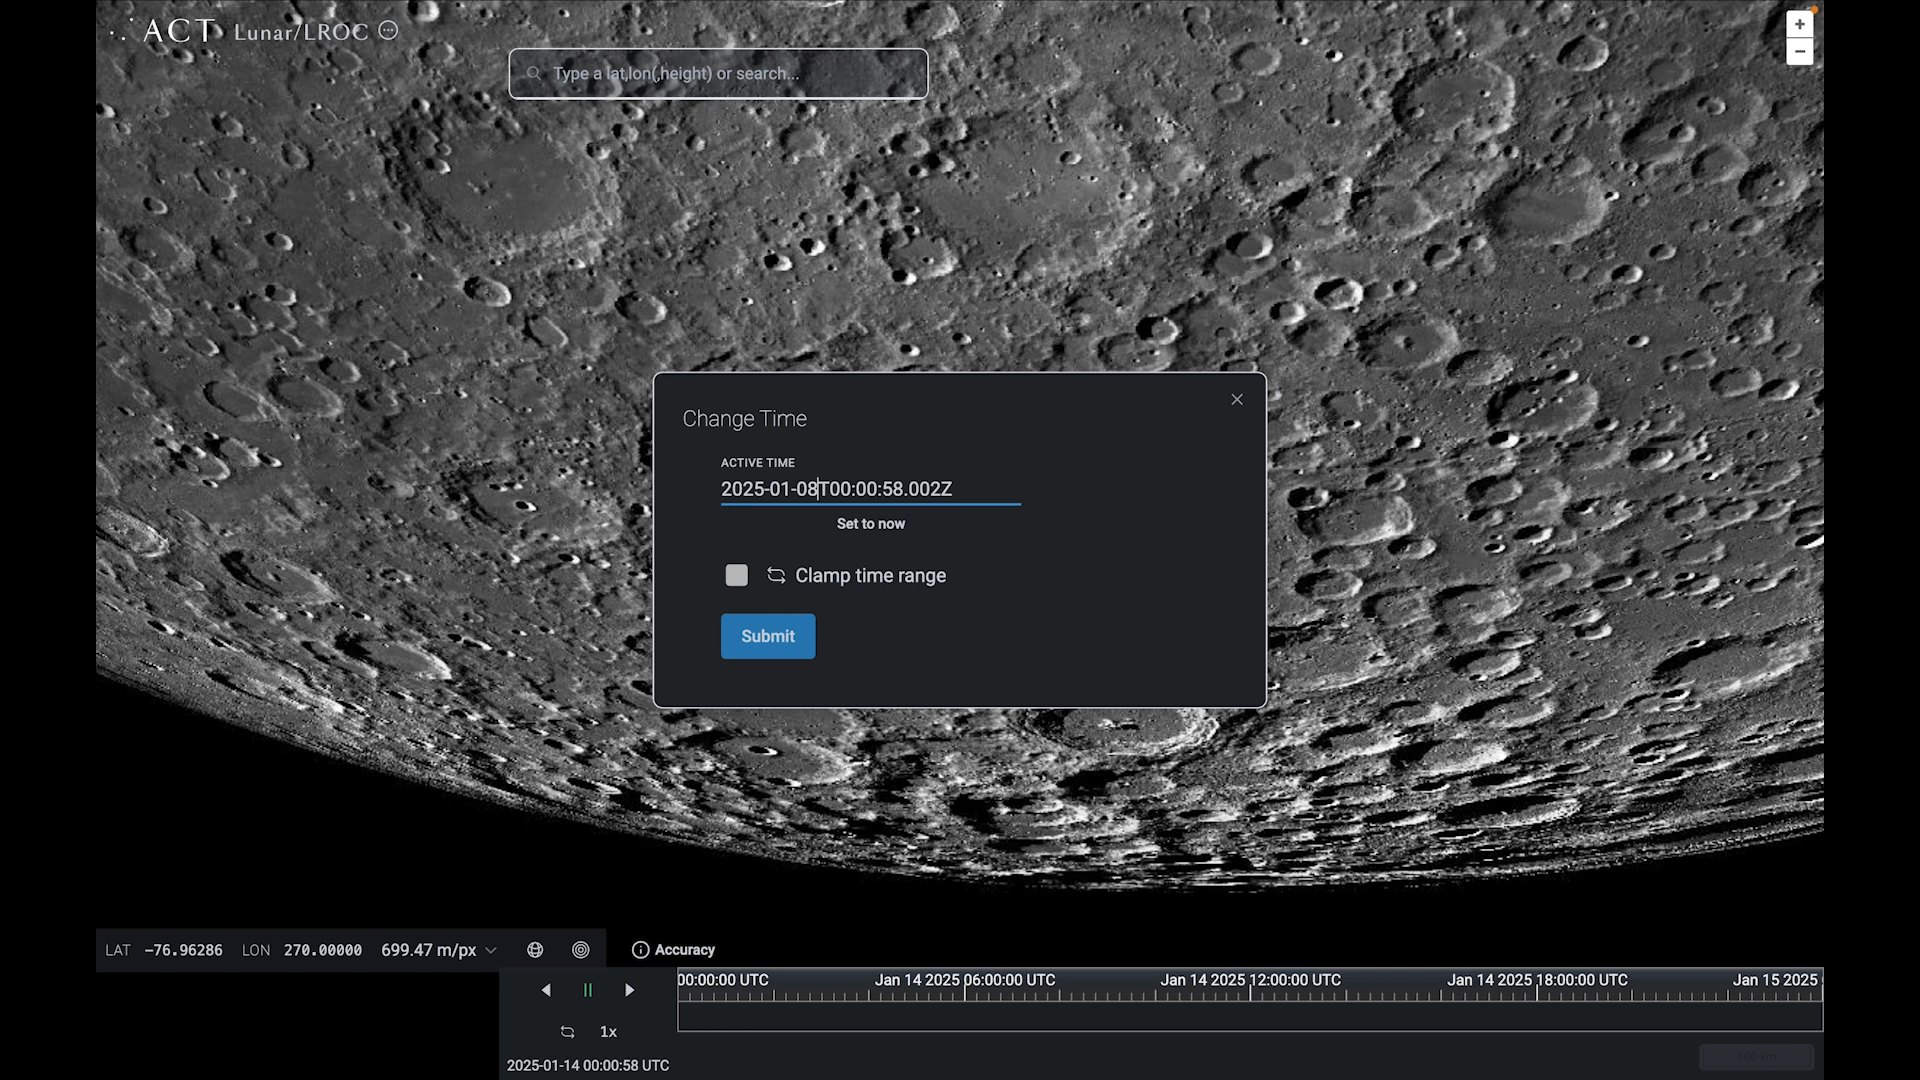 ACT Lunar/LROC
Type a lat,lon(,height) or search...
+
−
Change Time
ACTIVE TIME
2025-01-08T00:00:58.002Z
Set to now
Clamp time range
Submit
LAT −76.96286 LON 270.00000 699.47 m/px
Accuracy
00:00:00 UTC Jan 14 2025 06:00:00 UTC Jan 14 2025 12:00:00 UTC Jan 14 2025 18:00:00 UTC Jan 15 2025
1x
2025-01-14 00:00:58 UTC
100 km